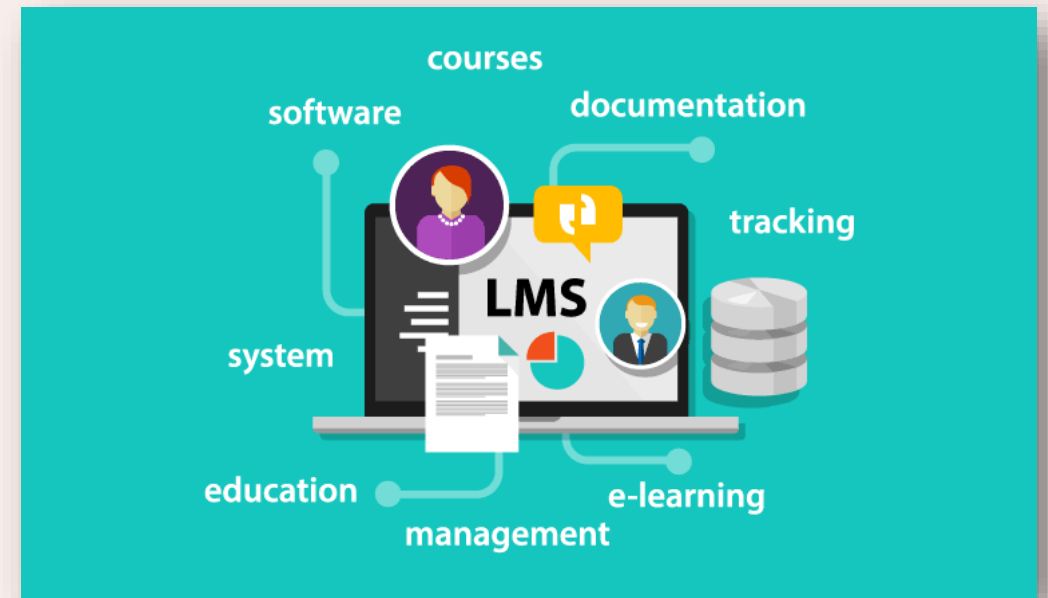 courses
software
documentation
tracking
LMS
system
education
e-learning
management